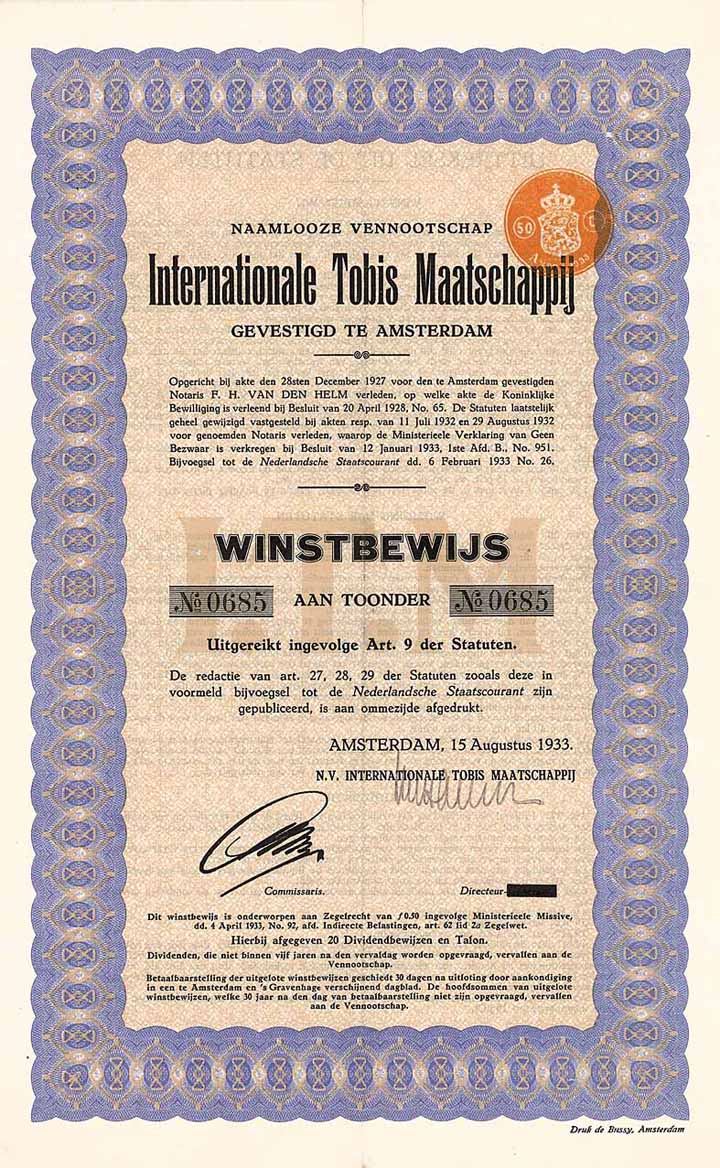 NAAMLOOZE VENNOOTSCHAP
50
Internationale Tobis Maatschappij
GEVESTIGD TE AMSTERDAM
Opgericht bij akte den 28sten December 1927 voor den te Amsterdam gevestigden
Notaris F. H. VAN DEN HELM verleden, op welke akte de Koninklijke
Bewilliging is verleend bij Besluit van 20 April 1928, No. 65. De Statuten laatstelijk
geheel gewijzigd vastgesteld bij akten resp. van 11 Juli 1932 en 29 Augustus 1932
voor genoemden Notaris verleden, waarop de Ministerieele Verklaring van Geen
Bezwaar is verkregen bij Besluit van 12 Januari 1933, 1ste Afd. B., No. 951.
Bijvoegsel tot de Nederlandsche Staatscourant dd. 6 Februari 1933 No. 26.
I.T.M
WINSTBEWIJS
No 0685 AAN TOONDER No 0685
Uitgereikt ingevolge Art. 9 der Statuten.
De redactie van art. 27, 28, 29 der Statuten zooals deze in
voormeld bijvoegsel tot de Nederlandsche Staatscourant zijn
gepubliceerd, is aan ommezijde afgedrukt.
AMSTERDAM, 15 Augustus 1933.
N.V. INTERNATIONALE TOBIS MAATSCHAPPIJ
Commissaris. Directeur
Dit winstbewijs is onderworpen aan Zegelrecht van ƒ0.50 ingevolge Ministerieele Missive,
dd. 4 April 1933, No. 92, afd. Indirecte Belastingen, art. 62 lid 2a Zegelwet.
Hierbij afgegeven 20 Dividendbewijzen en Talon.
Dividenden, die niet binnen vijf jaren na den vervaldag worden opgevraagd, vervallen aan de
Vennootschap.
Betaalbaarstelling der uitgelote winstbewijzen geschiedt 30 dagen na uitloting door aankondiging
in een te Amsterdam en 's Gravenhage verschijnend dagblad. De hoofdsommen van uitgelote
winstbewijzen, welke 30 jaar na den dag van betaalbaarstelling niet zijn opgevraagd, vervallen
aan de Vennootschap.
Druk de Bussy, Amsterdam